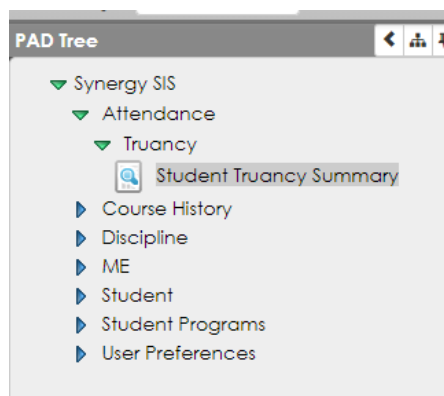 PAD Tree
Synergy SIS
Attendance
Truancy
Student Truancy Summary
Course History
Discipline
ME
Student
Student Programs
User Preferences